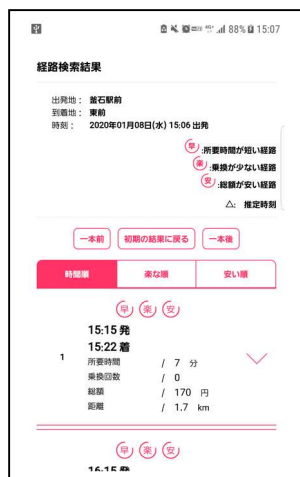 88% 15:07
経路検索結果
出発地: 釜石駅前
到着地: 東前
時刻: 2020年01月08日(水) 15:06 出発
早:所要時間が短い経路
楽:乗換が少ない経路
安:総額が安い経路
△: 推定時刻
一本前 初期の結果に戻る 一本後
時間順 楽な順 安い順
早 楽 安
15:15 発
15:22 着
1
所要時間 / 7 分
乗換回数 / 0
総額 / 170 円
距離 / 1.7 km
早 楽 安
16:15 発